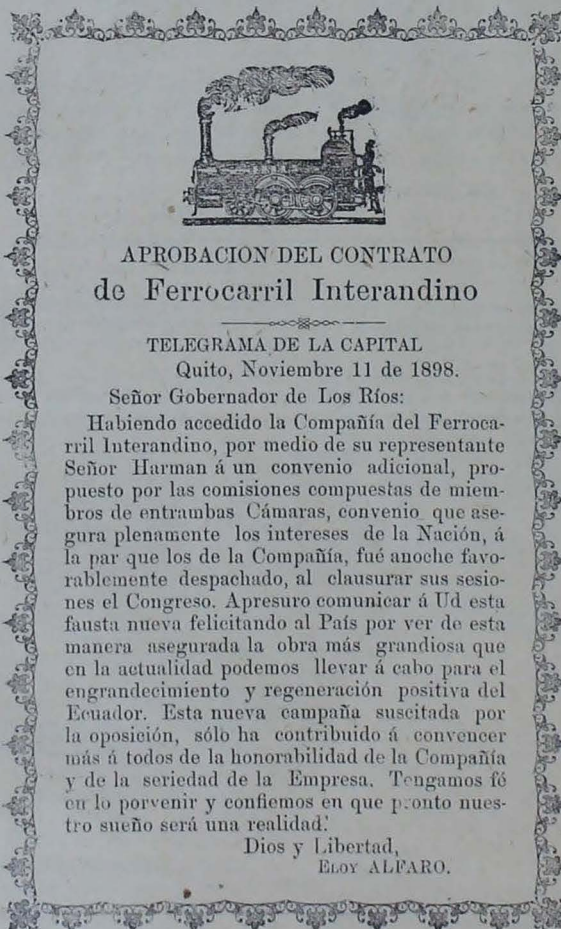 APROBACION DEL CONTRATO
de Ferrocarril Interandino
TELEGRAMA DE LA CAPITAL
Quito, Noviembre 11 de 1898.
Señor Gobernador de Los Ríos:
Habiendo accedido la Compañía del Ferroca-
rril Interandino, por medio de su representante
Señor Harman á un convenio adicional, pro-
puesto por las comisiones compuestas de miem-
bros de entrambas Cámaras, convenio que ase-
gura plenamente los intereses de la Nación, á
la par que los de la Compañía, fué anoche favo-
rablemente despachado, al clausurar sus sesio-
nes el Congreso. Apresuro comunicar á Ud esta
fausta nueva felicitando al País por ver de esta
manera asegurada la obra más grandiosa que
en la actualidad podemos llevar á cabo para el
engrandecimiento y regeneración positiva del
Ecuador. Esta nueva campaña suscitada por
la oposición, sólo ha contribuido á convencer
más á todos de la honorabilidad de la Compañía
y de la seriedad de la Empresa. Tengamos fé
en lo porvenir y confiemos en que pronto nues-
tro sueño será una realidad.
Dios y Libertad,
ELOY ALFARO.